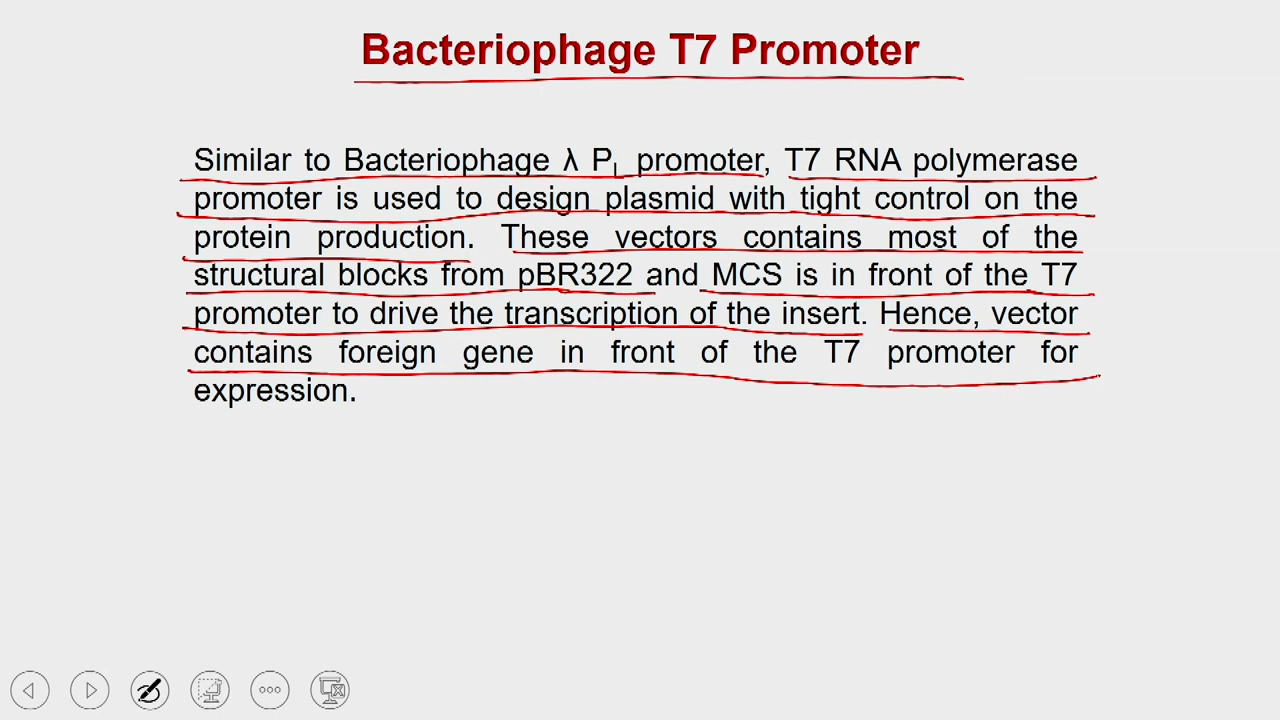 Bacteriophage T7 Promoter
Similar to Bacteriophage λ PL promoter, T7 RNA polymerase
promoter is used to design plasmid with tight control on the
protein production. These vectors contains most of the
structural blocks from pBR322 and MCS is in front of the T7
promoter to drive the transcription of the insert. Hence, vector
contains foreign gene in front of the T7 promoter for
expression.